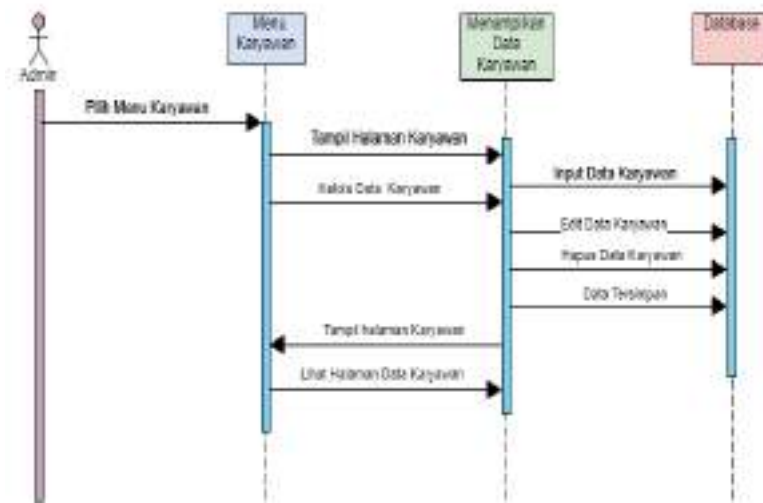 Menu
Karyawan
Menampilkan
Data
Karyawan
Database
Admin
Pilih Menu Karyawan
Tampil Halaman Karyawan
Input Data Karyawan
Kelola Data Karyawan
Edit Data Karyawan
Hapus Data Karyawan
Data Tersimpan
Tampil halaman Karyawan
Lihat Halaman Data Karyawan